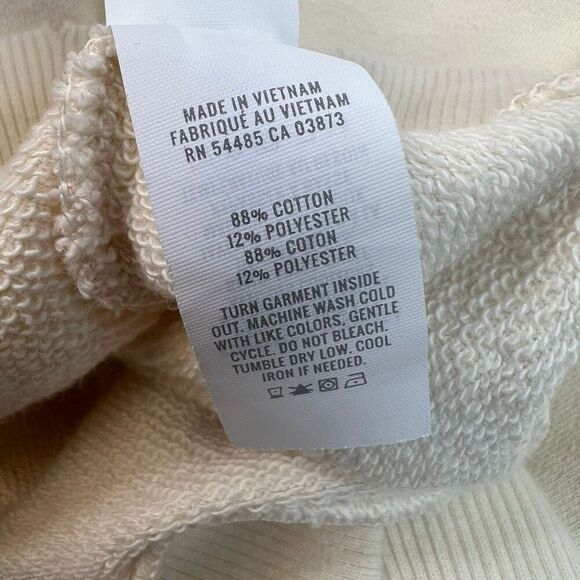 MADE IN VIETNAM
FABRIQUÉ AU VIETNAM
RN 54485 CA 03873
88% COTTON
12% POLYESTER
88% COTON
12% POLYESTER
TURN GARMENT INSIDE
OUT. MACHINE WASH COLD
WITH LIKE COLORS, GENTLE
CYCLE. DO NOT BLEACH.
TUMBLE DRY LOW, COOL
IRON IF NEEDED.